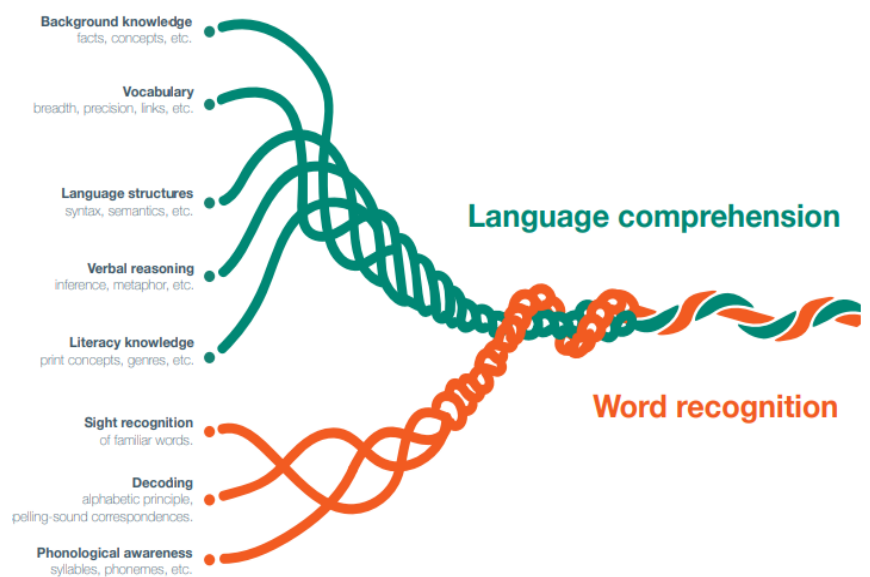 Background knowledge
facts, concepts, etc.
Vocabulary
breadth, precision, links, etc.
Language structures
syntax, semantics, etc.
Verbal reasoning
inference, metaphor, etc.
Literacy knowledge
print concepts, genres, etc.
Sight recognition
of familiar words.
Decoding
alphabetic principle,
pelling-sound correspondences.
Phonological awareness
syllables, phonemes, etc.
Language comprehension
Word recognition